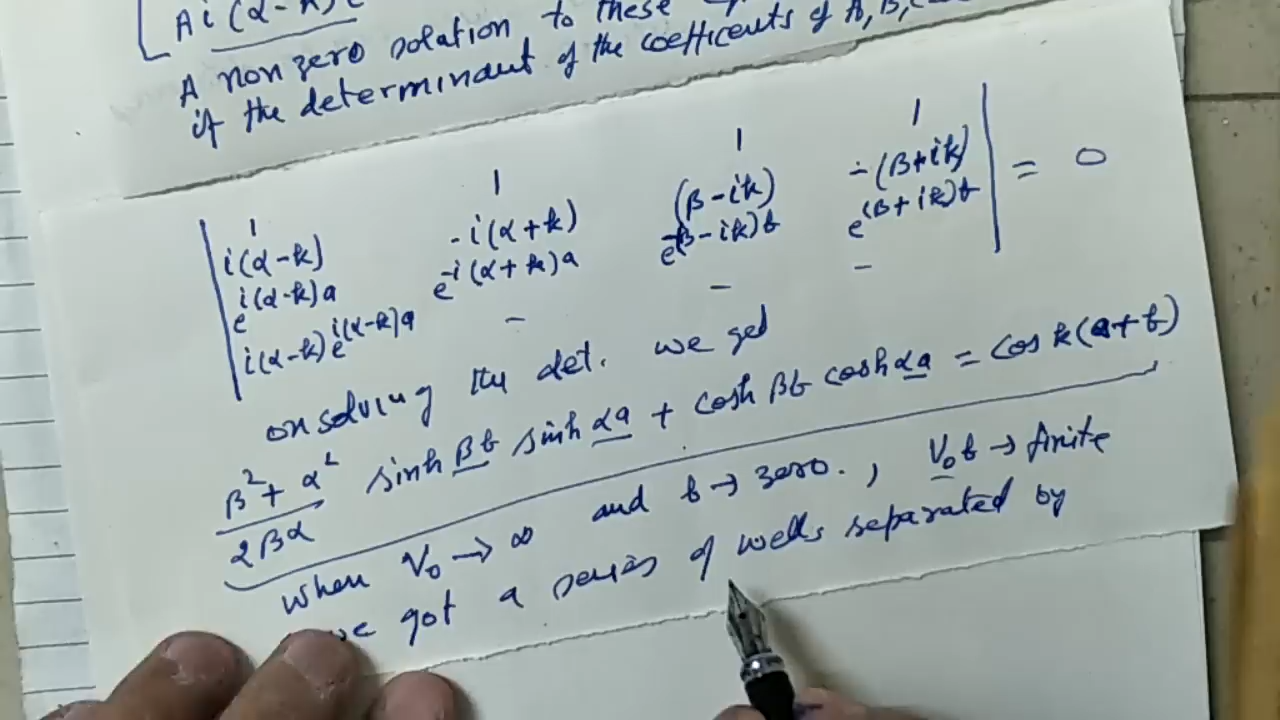 A i (α - k)
A non zero solution to these
if the determinant of the coefficents of A, B,
| 1 1 1 1 | = 0
i(α-k) -i(α+k) (β-ik) -(β+ik)
e^i(α-k)a e^-i(α+k)a e^-(β-ik)b e^(β+ik)b
i(α-k)e^i(α-k)a - - -
on solving the det. we get
β²+α²/2βα sinh βb sinh αa + cosh βb cosh αa = cos k(a+b)
when V₀ → ∞ and b → zero. , V₀b → finite
we got a series of wells separated by